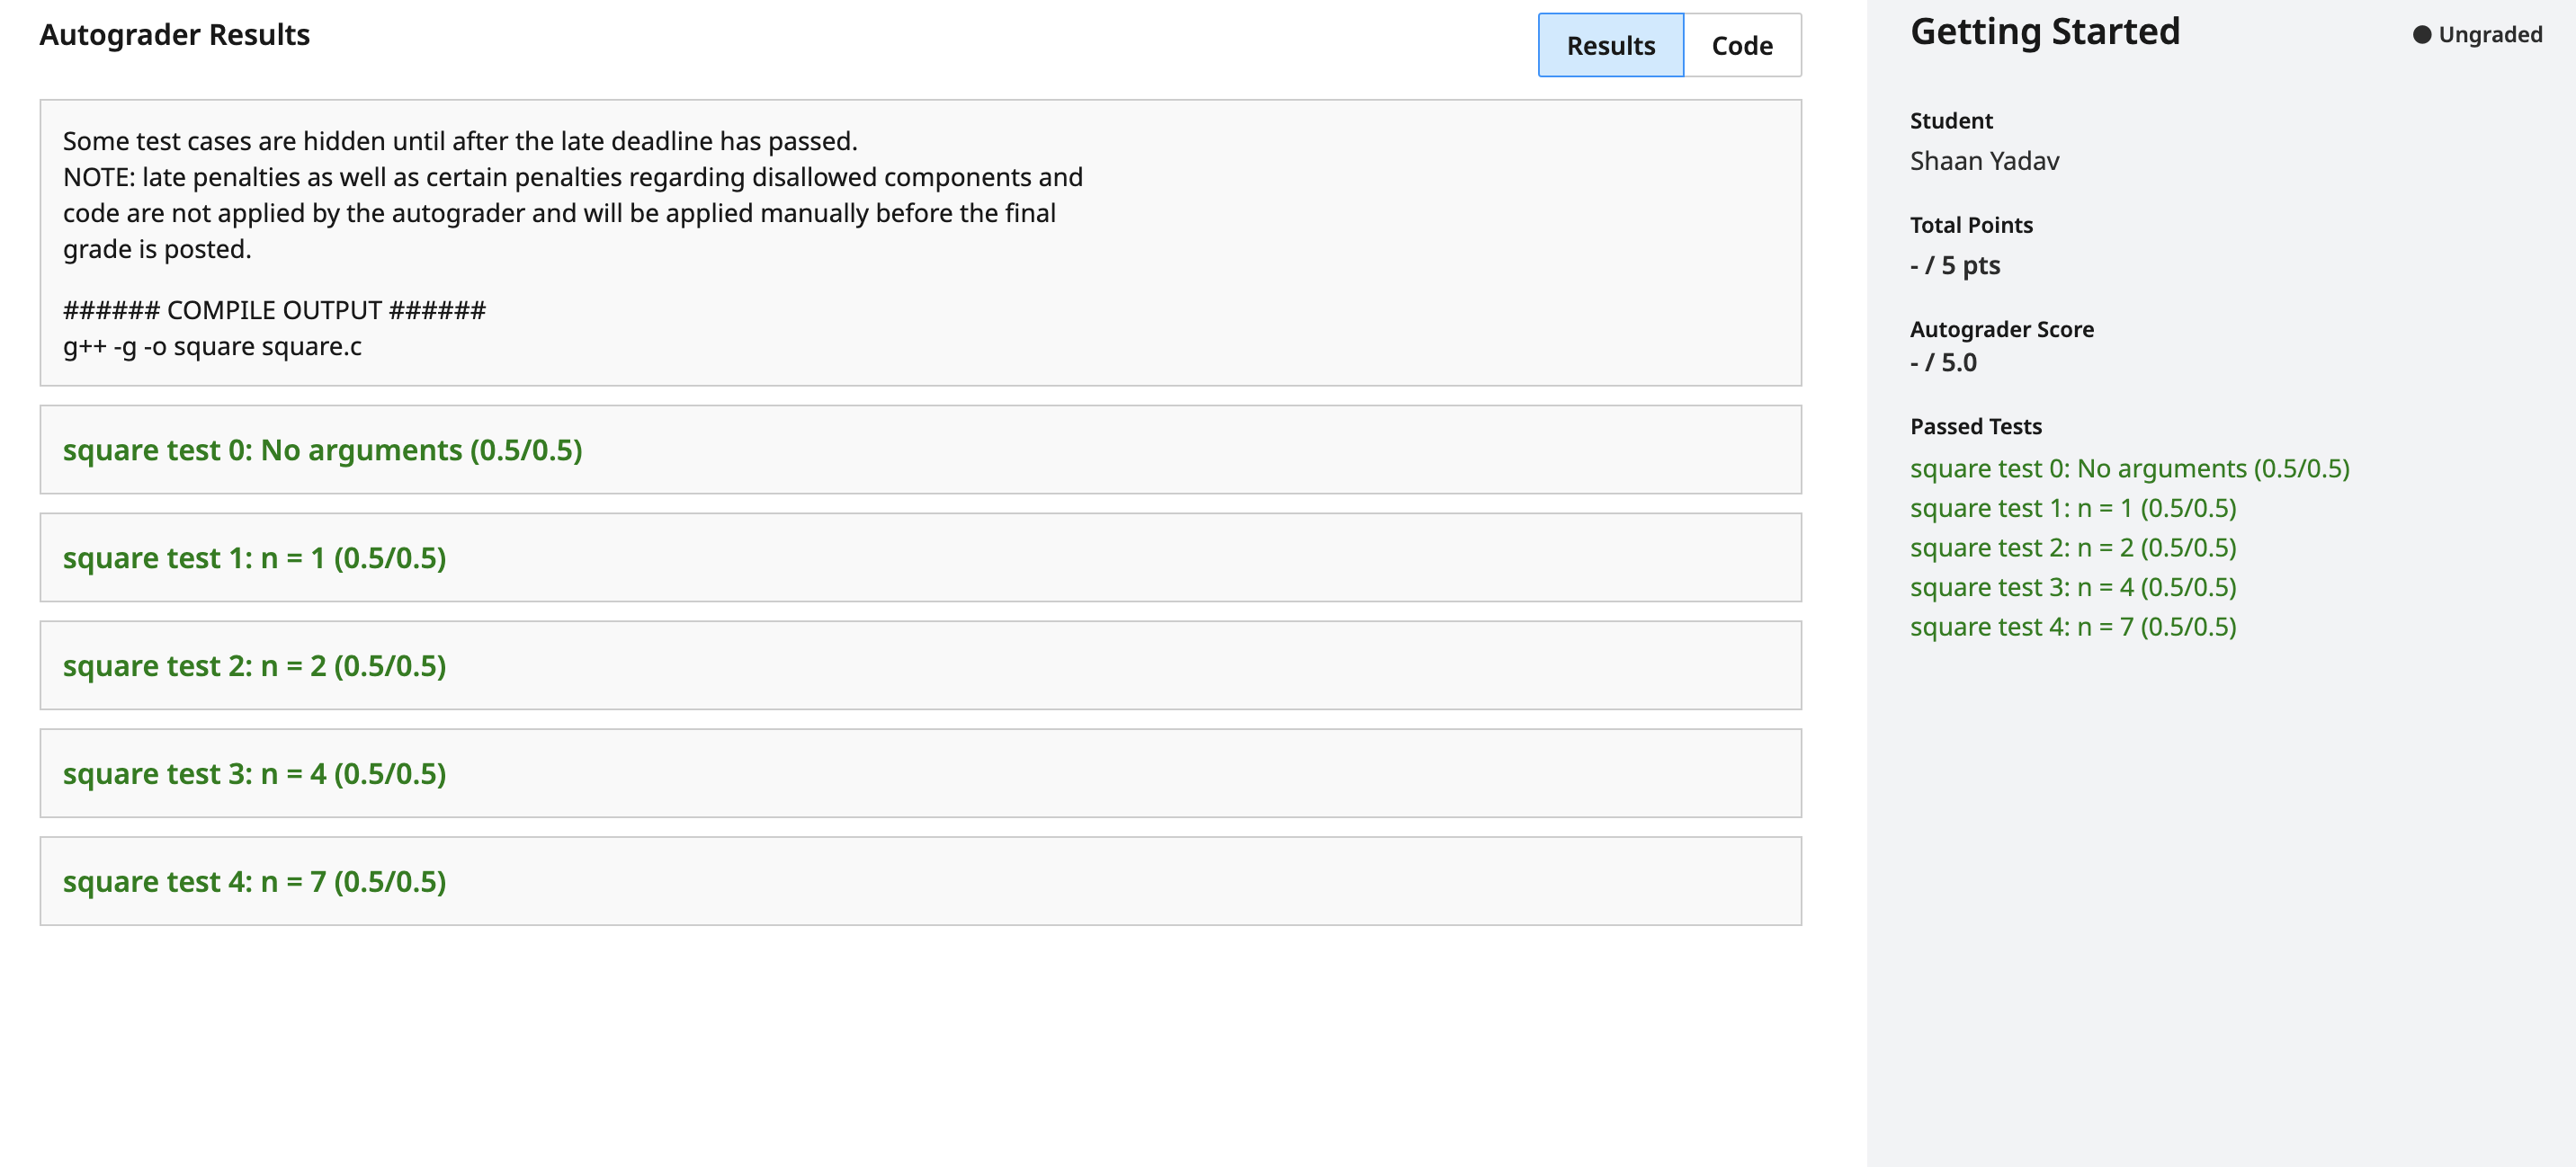 Autograder Results
Results
Code
Some test cases are hidden until after the late deadline has passed.
NOTE: late penalties as well as certain penalties regarding disallowed components and
code are not applied by the autograder and will be applied manually before the final
grade is posted.
###### COMPILE OUTPUT ######
g++ -g -o square square.c
square test 0: No arguments (0.5/0.5)
square test 1: n = 1 (0.5/0.5)
square test 2: n = 2 (0.5/0.5)
square test 3: n = 4 (0.5/0.5)
square test 4: n = 7 (0.5/0.5)
Getting Started
Ungraded
Student
Shaan Yadav
Total Points
- / 5 pts
Autograder Score
- / 5.0
Passed Tests
square test 0: No arguments (0.5/0.5)
square test 1: n = 1 (0.5/0.5)
square test 2: n = 2 (0.5/0.5)
square test 3: n = 4 (0.5/0.5)
square test 4: n = 7 (0.5/0.5)